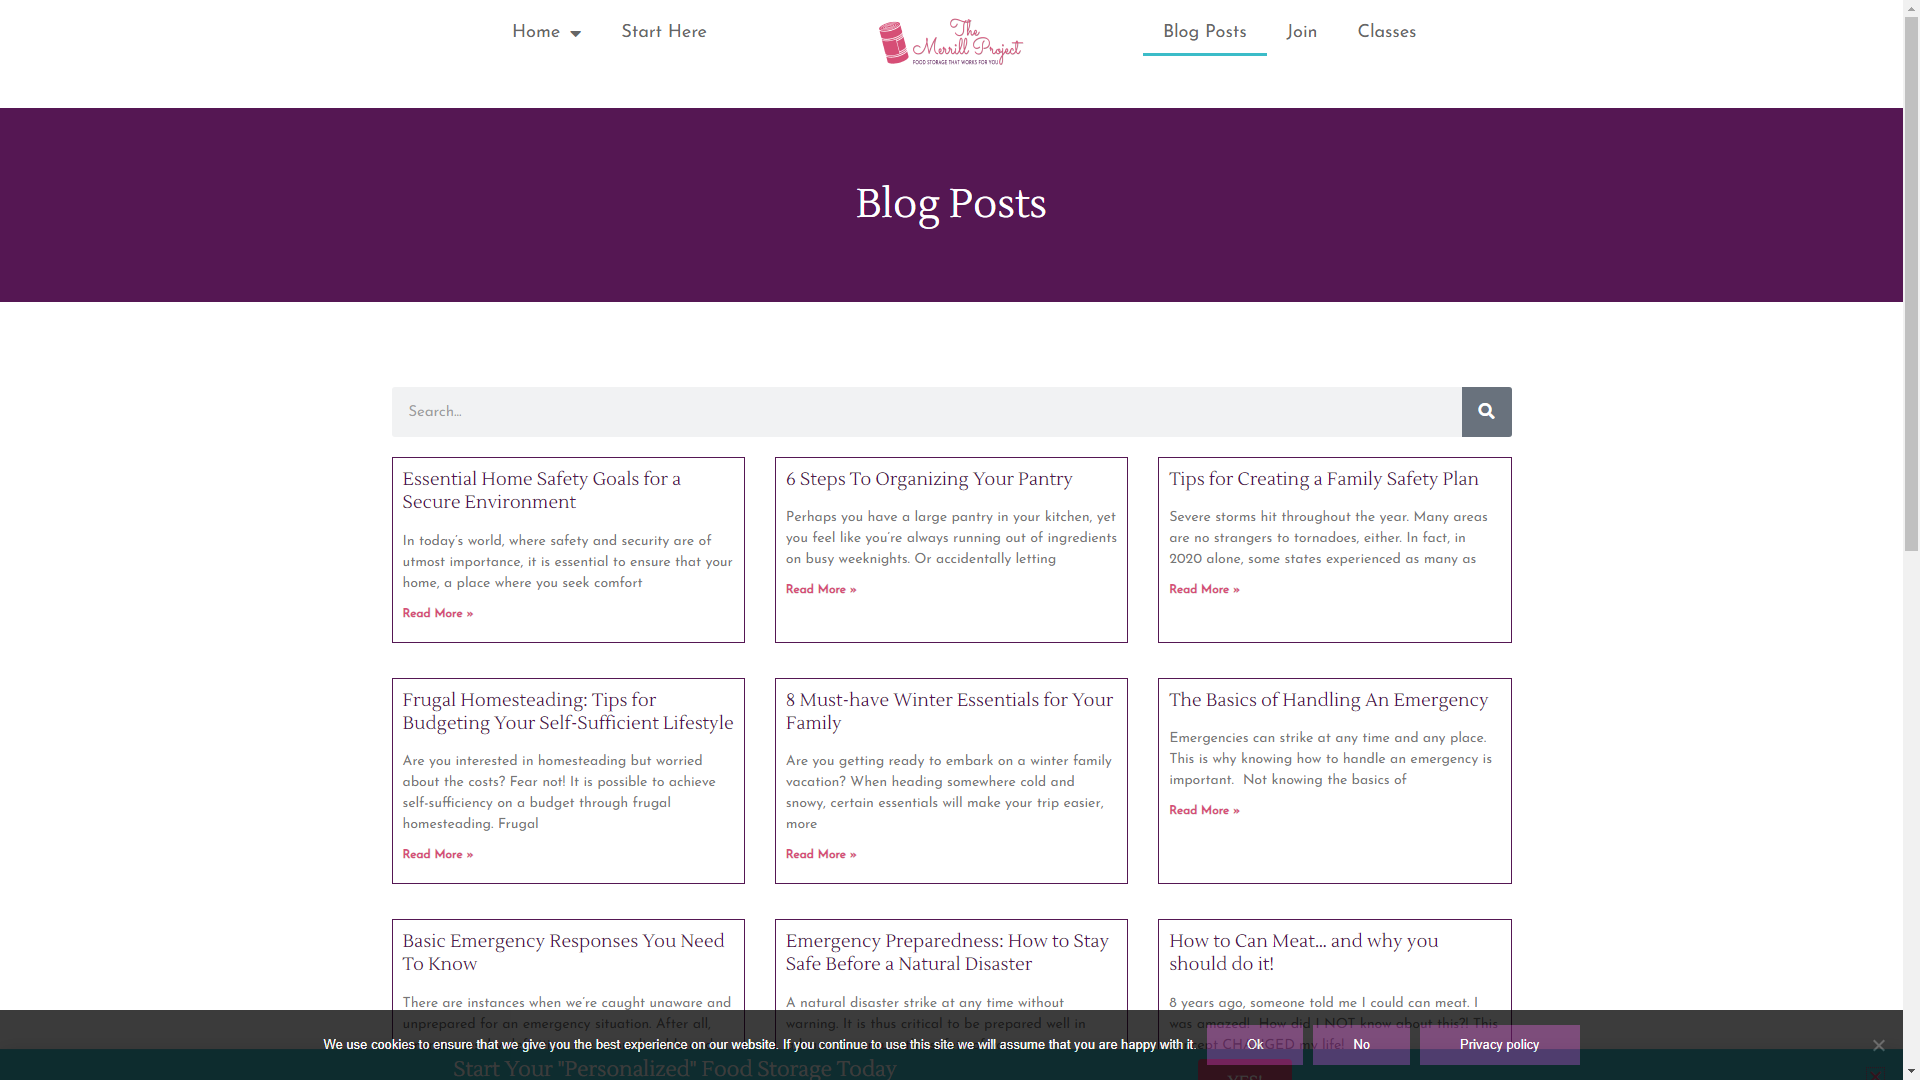 Home
Start Here
The
Merrill Project
FOOD STORAGE THAT WORKS FOR YOU
Blog Posts
Join
Classes
Blog Posts
Search...
Essential Home Safety Goals for a
Secure Environment
In today’s world, where safety and security are of
utmost importance, it is essential to ensure that your
home, a place where you seek comfort
Read More »
6 Steps To Organizing Your Pantry
Perhaps you have a large pantry in your kitchen, yet
you feel like you’re always running out of ingredients
on busy weeknights. Or accidentally letting
Read More »
Tips for Creating a Family Safety Plan
Severe storms hit throughout the year. Many areas
are no strangers to tornadoes, either. In fact, in
2020 alone, some states experienced as many as
Read More »
Frugal Homesteading: Tips for
Budgeting Your Self-Sufficient Lifestyle
Are you interested in homesteading but worried
about the costs? Fear not! It is possible to achieve
self-sufficiency on a budget through frugal
homesteading. Frugal
Read More »
8 Must-have Winter Essentials for Your
Family
Are you getting ready to embark on a winter family
vacation? When heading somewhere cold and
snowy, certain essentials will make your trip easier,
more
Read More »
The Basics of Handling An Emergency
Emergencies can strike at any time and any place.
This is why knowing how to handle an emergency is
important.  Not knowing the basics of
Read More »
Basic Emergency Responses You Need
To Know
There are instances when we’re caught unaware and
unprepared for an emergency situation. After all,
Emergency Preparedness: How to Stay
Safe Before a Natural Disaster
A natural disaster strike at any time without
warning. It is thus critical to be prepared well in
How to Can Meat… and why you
should do it!
8 years ago, someone told me I could can meat. I
was amazed!  How did I NOT know about this?! This
CHANGED my life!
We use cookies to ensure that we give you the best experience on our website. If you continue to use this site we will assume that you are happy with it.
Ok
No
Privacy policy
Start Your "Personalized" Food Storage Today
YES!